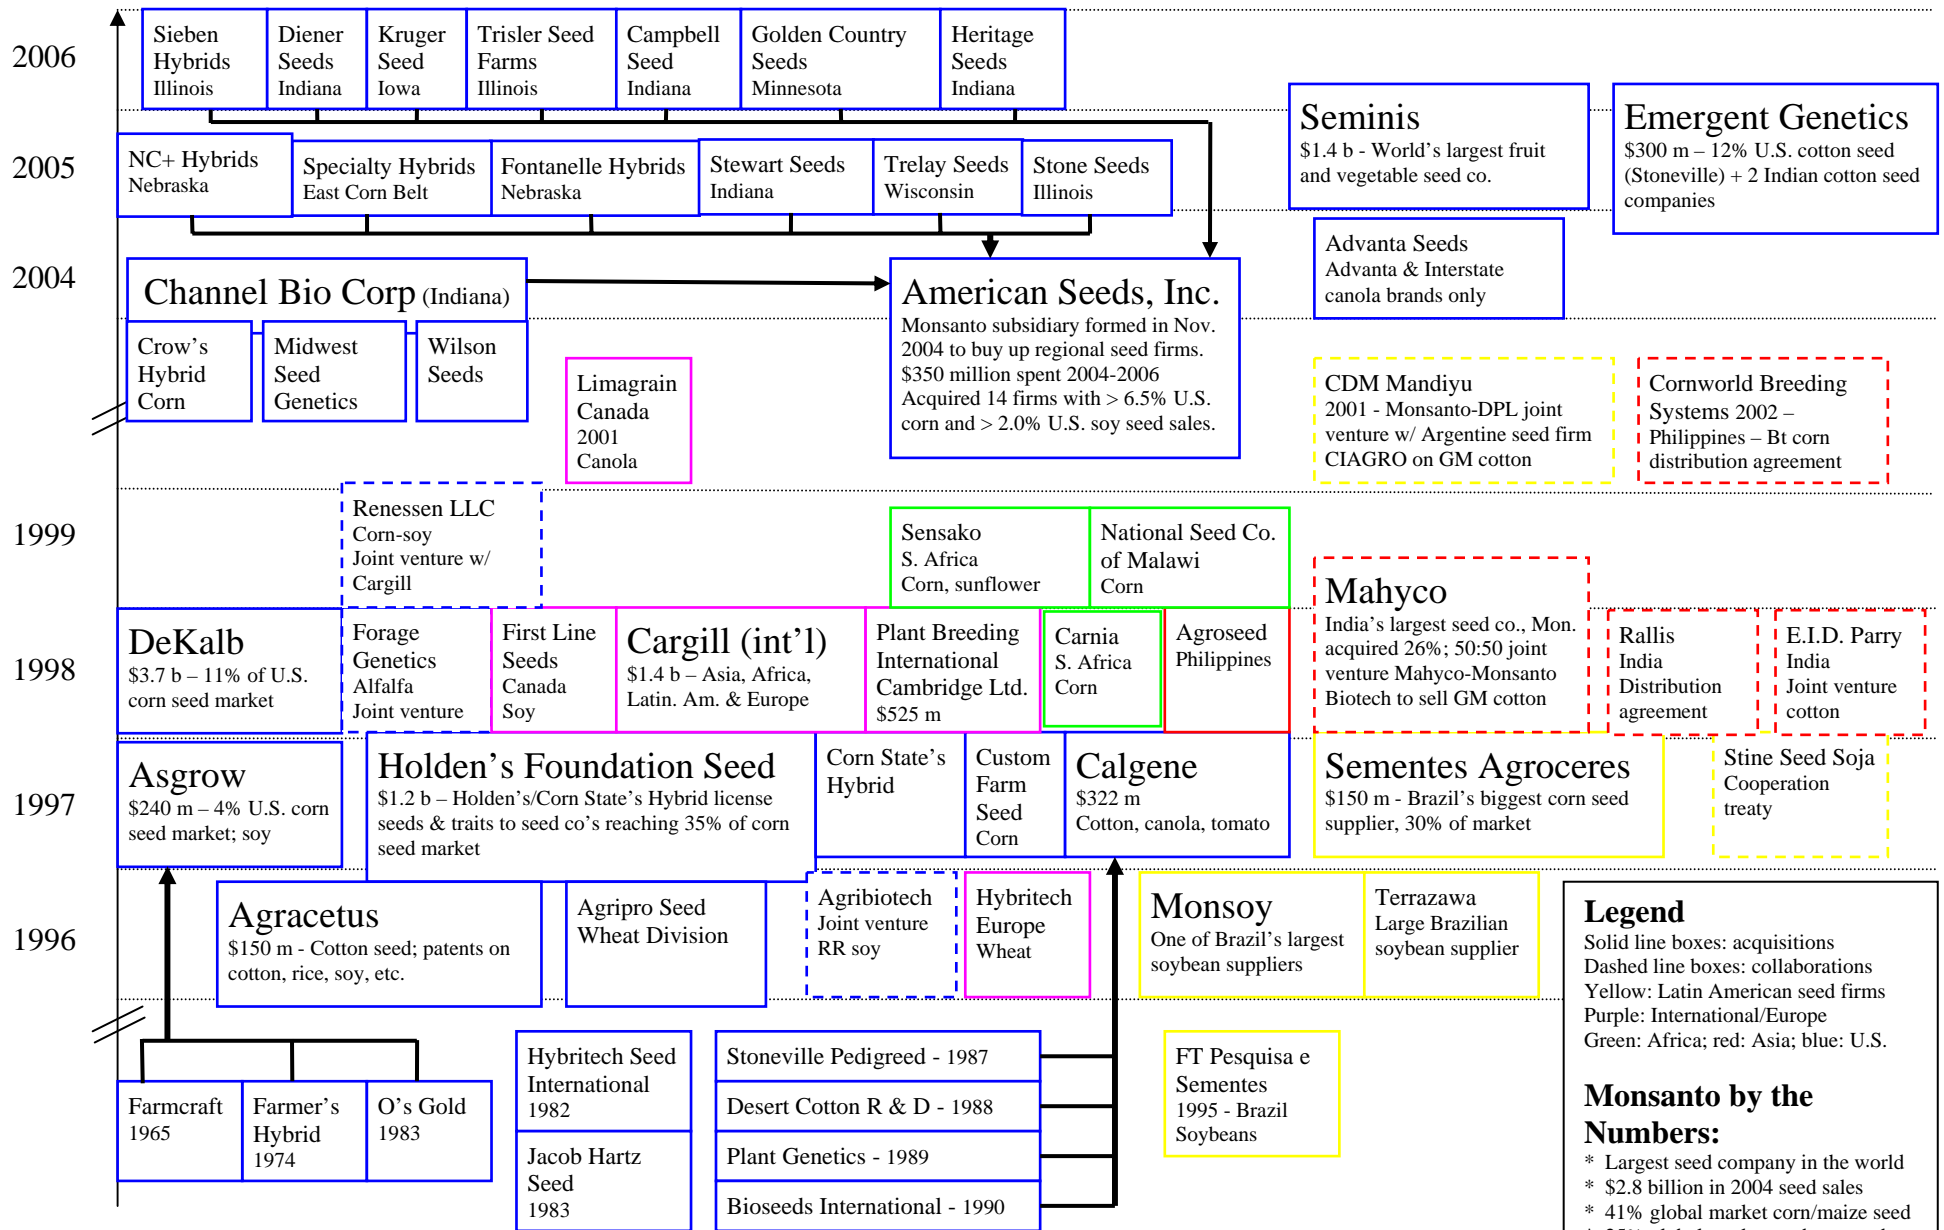 2006
Sieben
Hybrids
Illinois
Diener
Seeds
Indiana
Kruger
Seed
Iowa
Trisler Seed
Farms
Illinois
Campbell
Seed
Indiana
Golden Country
Seeds
Minnesota
Heritage
Seeds
Indiana
Seminis
$1.4 b - World's largest fruit
and vegetable seed co.
Emergent Genetics
$300 m – 12% U.S. cotton seed
(Stoneville) + 2 Indian cotton seed
companies
2005
NC+ Hybrids
Nebraska
Specialty Hybrids
East Corn Belt
Fontanelle Hybrids
Nebraska
Stewart Seeds
Indiana
Trelay Seeds
Wisconsin
Stone Seeds
Illinois
2004
Channel Bio Corp (Indiana)
Crow's
Hybrid
Corn
Midwest
Seed
Genetics
Wilson
Seeds
American Seeds, Inc.
Monsanto subsidiary formed in Nov.
2004 to buy up regional seed firms.
$350 million spent 2004-2006
Acquired 14 firms with > 6.5% U.S.
corn and > 2.0% U.S. soy seed sales.
Advanta Seeds
Advanta & Interstate
canola brands only
Limagrain
Canada
2001
Canola
CDM Mandiyu
2001 - Monsanto-DPL joint
venture w/ Argentine seed firm
CIAGRO on GM cotton
Cornworld Breeding
Systems 2002 –
Philippines – Bt corn
distribution agreement
1999
Renessen LLC
Corn-soy
Joint venture w/
Cargill
Sensako
S. Africa
Corn, sunflower
National Seed Co.
of Malawi
Corn
1998
DeKalb
$3.7 b – 11% of U.S.
corn seed market
Forage
Genetics
Alfalfa
Joint venture
First Line
Seeds
Canada
Soy
Cargill (int'l)
$1.4 b – Asia, Africa,
Latin. Am. & Europe
Plant Breeding
International
Cambridge Ltd.
$525 m
Carnia
S. Africa
Corn
Agroseed
Philippines
Mahyco
India's largest seed co., Mon.
acquired 26%; 50:50 joint
venture Mahyco-Monsanto
Biotech to sell GM cotton
Rallis
India
Distribution
agreement
E.I.D. Parry
India
Joint venture
cotton
1997
Asgrow
$240 m – 4% U.S. corn
seed market; soy
Holden's Foundation Seed
$1.2 b – Holden's/Corn State's Hybrid license
seeds & traits to seed co's reaching 35% of corn
seed market
Corn State's
Hybrid
Custom
Farm
Seed
Corn
Calgene
$322 m
Cotton, canola, tomato
Sementes Agroceres
$150 m - Brazil's biggest corn seed
supplier, 30% of market
Stine Seed Soja
Cooperation
treaty
1996
Agracetus
$150 m - Cotton seed; patents on
cotton, rice, soy, etc.
Agripro Seed
Wheat Division
Agribiotech
Joint venture
RR soy
Hybritech
Europe
Wheat
Monsoy
One of Brazil's largest
soybean suppliers
Terrazawa
Large Brazilian
soybean supplier
Farmcraft
1965
Farmer's
Hybrid
1974
O's Gold
1983
Hybritech Seed
International
1982
Jacob Hartz
Seed
1983
Stoneville Pedigreed - 1987
Desert Cotton R & D - 1988
Plant Genetics - 1989
Bioseeds International - 1990
FT Pesquisa e
Sementes
1995 - Brazil
Soybeans
Legend
Solid line boxes: acquisitions
Dashed line boxes: collaborations
Yellow: Latin American seed firms
Purple: International/Europe
Green: Africa; red: Asia; blue: U.S.
Monsanto by the
Numbers:
* Largest seed company in the world
* $2.8 billion in 2004 seed sales
* 41% global market corn/maize seed